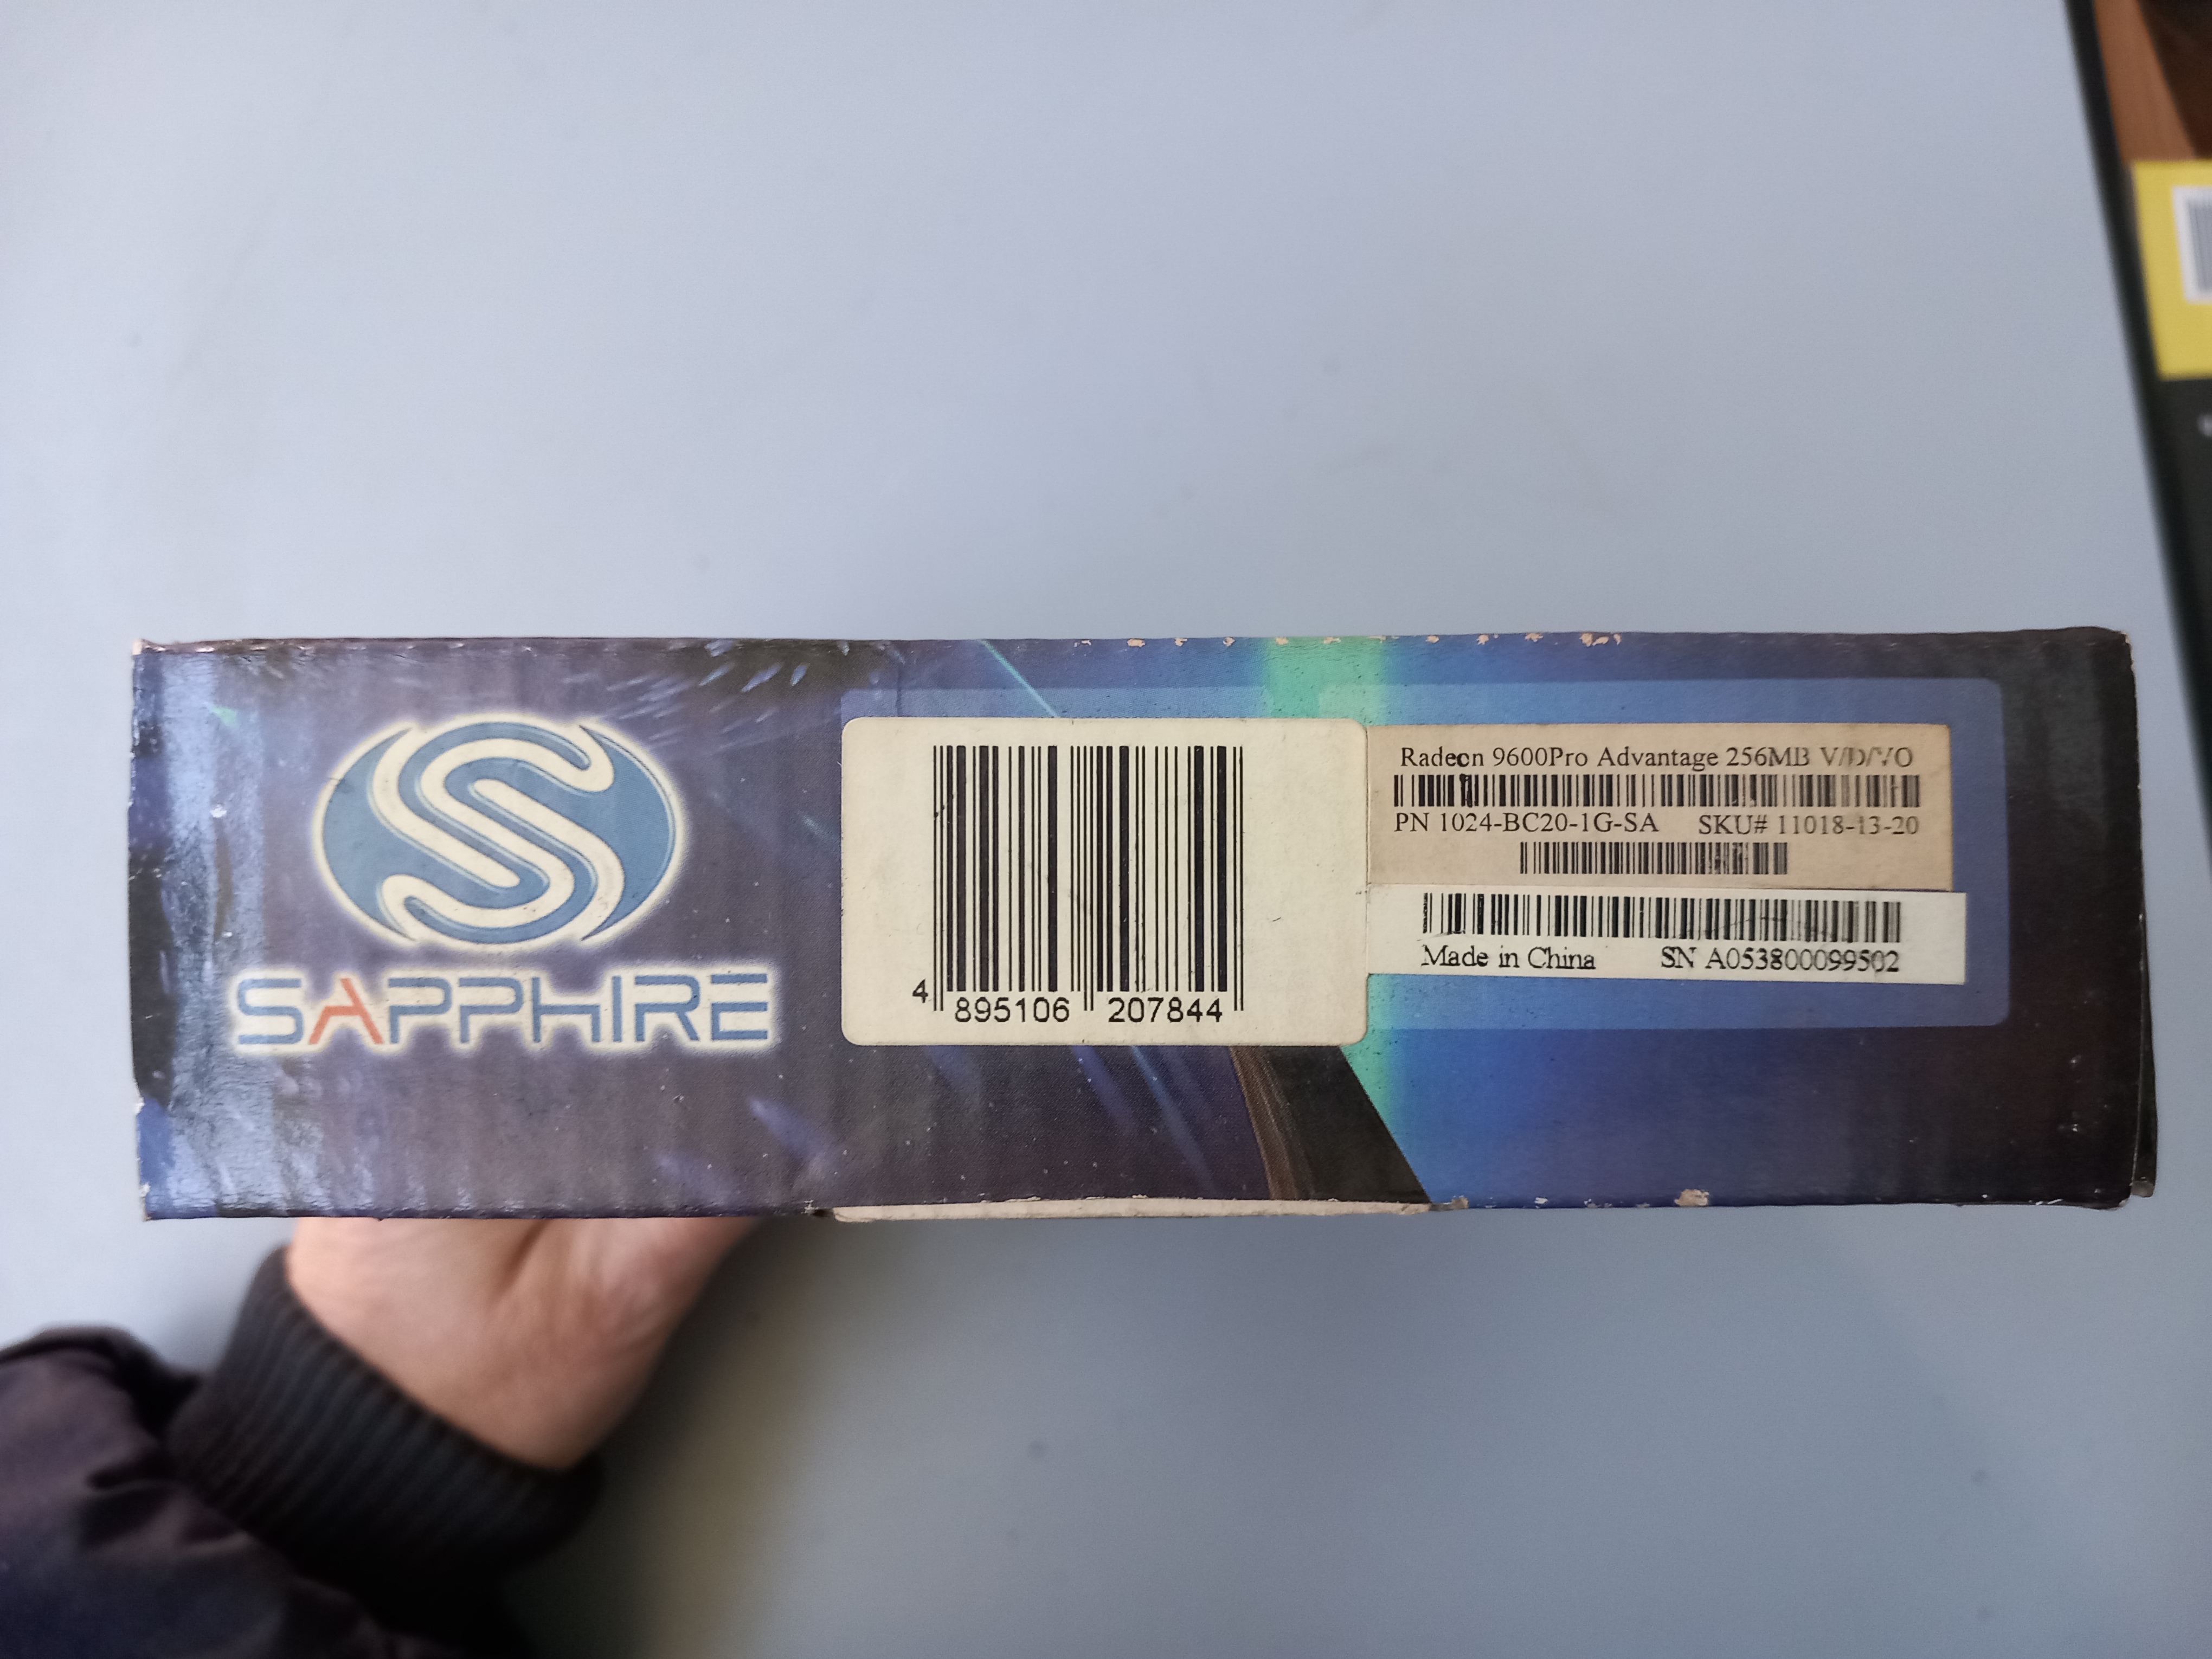 SAPPHIRE
4 895106 207844
Radeon 9600Pro Advantage 256MB V/D/VO
PN 1024-BC20-1G-SA SKU# 11018-13-20
Made in China SN A053800099502